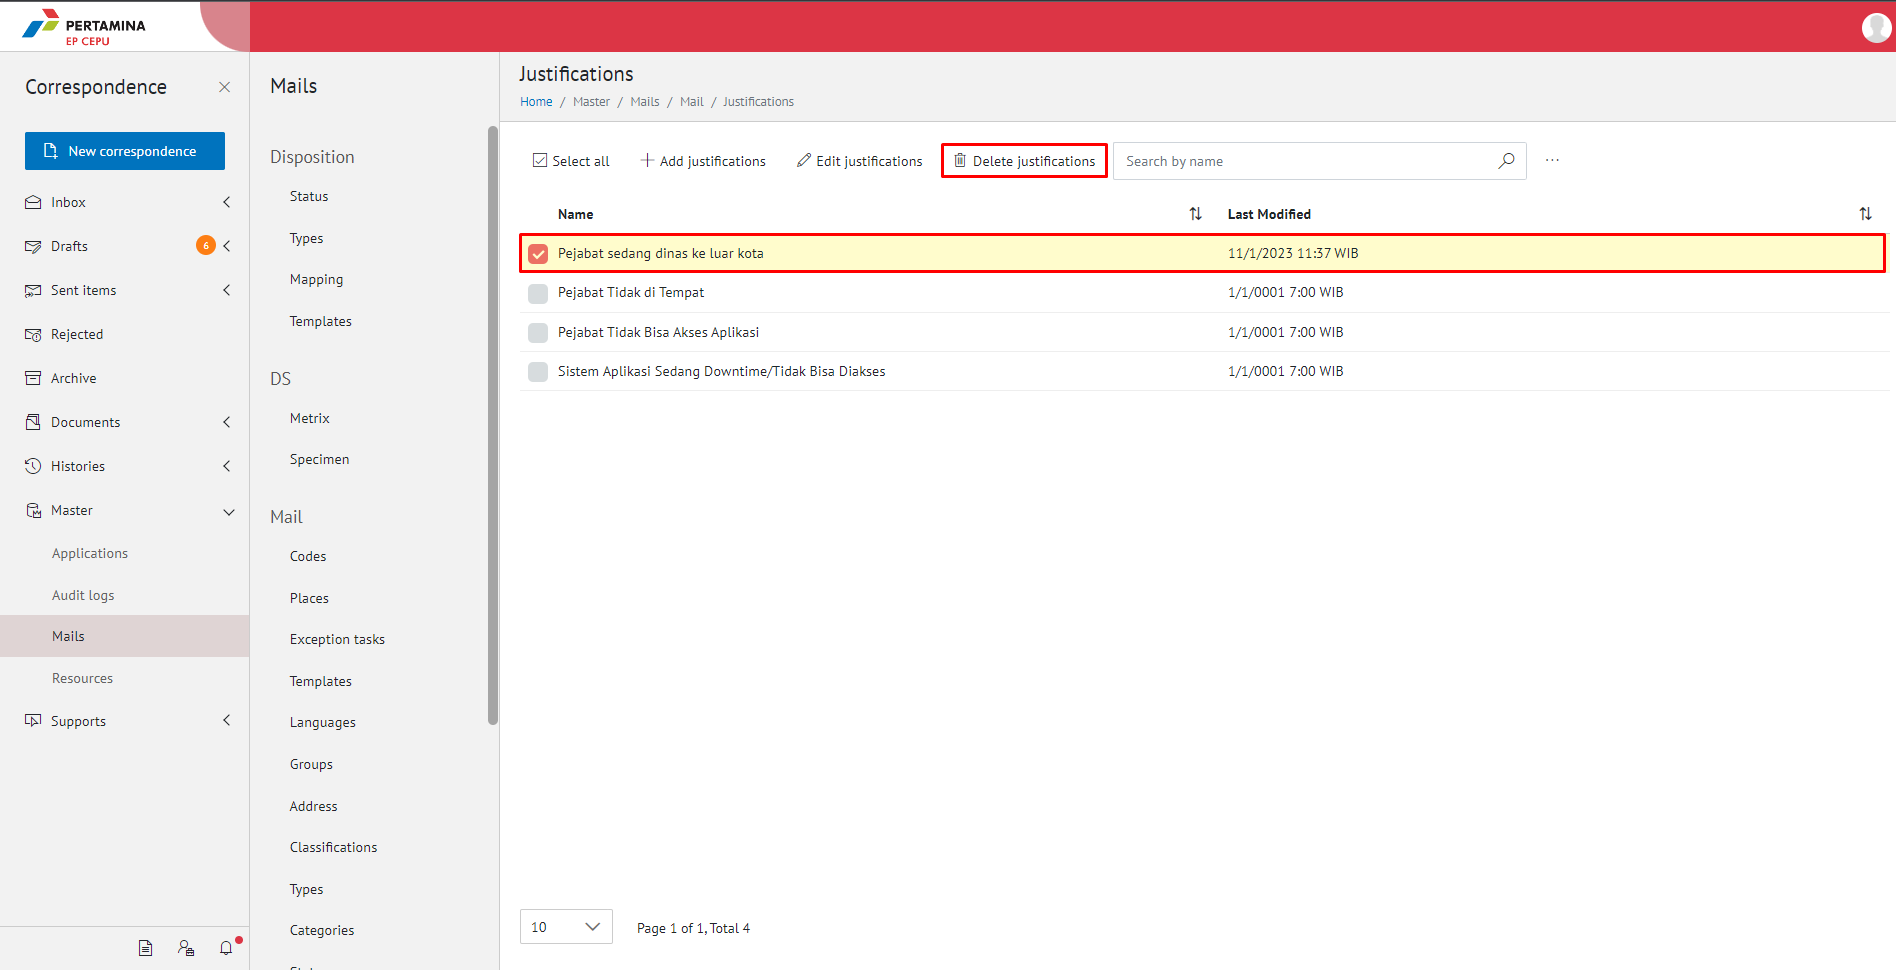 PERTAMINA
EP CEPU
Correspondence
New correspondence
Inbox
Drafts
6
Sent items
Rejected
Archive
Documents
Histories
Master
Applications
Audit logs
Mails
Resources
Supports
Mails
Disposition
Status
Types
Mapping
Templates
DS
Metrix
Specimen
Mail
Codes
Places
Exception tasks
Templates
Languages
Groups
Address
Classifications
Types
Categories
Justifications
Home / Master / Mails / Mail / Justifications
Select all
Add justifications
Edit justifications
Delete justifications
Search by name
...
Name Last Modified
Pejabat sedang dinas ke luar kota 11/1/2023 11:37 WIB
Pejabat Tidak di Tempat 1/1/0001 7:00 WIB
Pejabat Tidak Bisa Akses Aplikasi 1/1/0001 7:00 WIB
Sistem Aplikasi Sedang Downtime/Tidak Bisa Diakses 1/1/0001 7:00 WIB
10
Page 1 of 1, Total 4